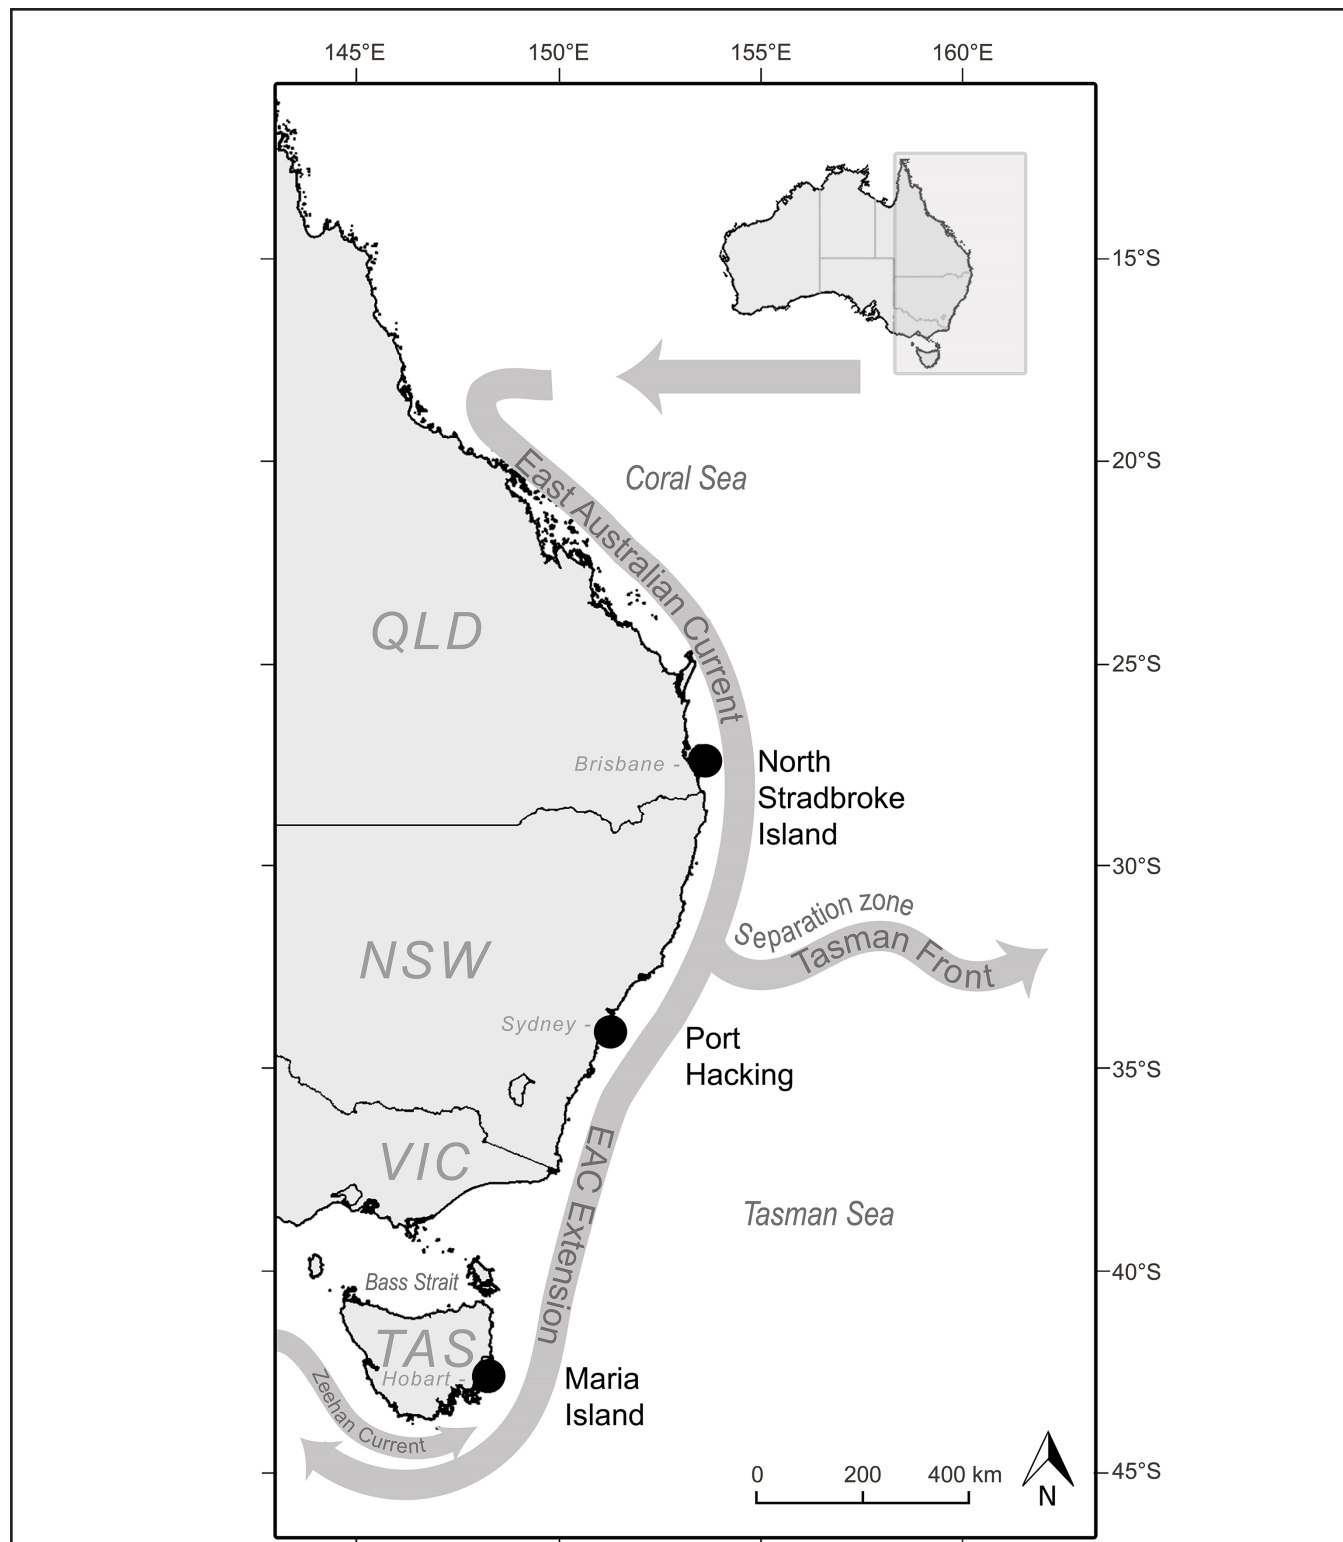 145°E 150°E 155°E 160°E
15°S
20°S
East Australian Current
Coral Sea
QLD
25°S
Brisbane -
North
Stradbroke
Island
30°S
Separation zone
Tasman Front
NSW
Sydney -
Port
Hacking
35°S
EAC Extension
VIC
Tasman Sea
40°S
Bass Strait
TAS
Hobart -
Maria
Island
Zeehan Current
0 200 400 km
N
45°S